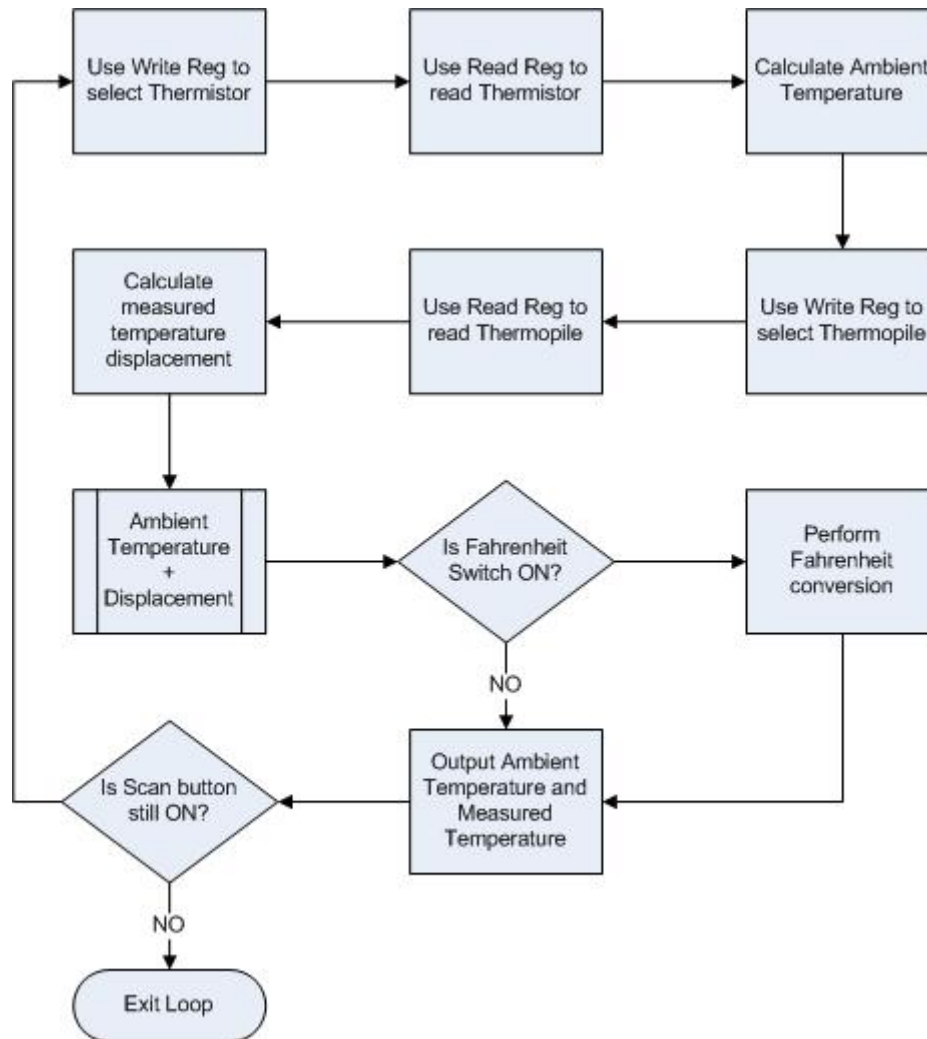 Use Write Reg to
select Thermistor
Use Read Reg to
read Thermistor
Calculate Ambient
Temperature
Use Write Reg to
select Thermopile
Use Read Reg to
read Thermopile
Calculate
measured
temperature
displacement
Ambient
Temperature
+
Displacement
Is Fahrenheit
Switch ON?
Perform
Fahrenheit
conversion
NO
Output Ambient
Temperature and
Measured
Temperature
Is Scan button
still ON?
NO
Exit Loop